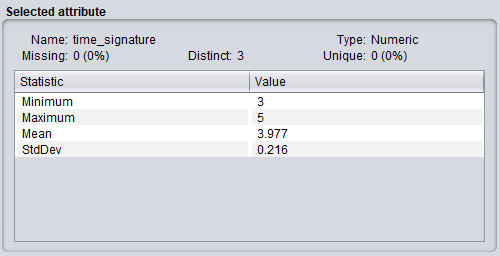 Selected attribute
Name: time_signature Type: Numeric
Missing: 0 (0%) Distinct: 3 Unique: 0 (0%)
Statistic Value
Minimum 3
Maximum 5
Mean 3.977
StdDev 0.216